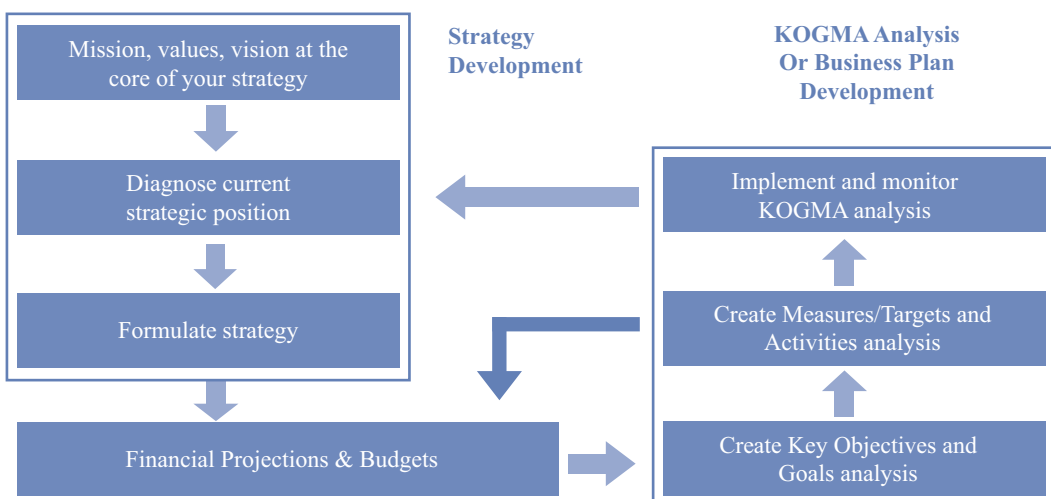 Mission, values, vision at the
core of your strategy
Diagnose current
strategic position
Formulate strategy
Financial Projections & Budgets
Strategy
Development
KOGMA Analysis
Or Business Plan
Development
Implement and monitor
KOGMA analysis
Create Measures/Targets and
Activities analysis
Create Key Objectives and
Goals analysis